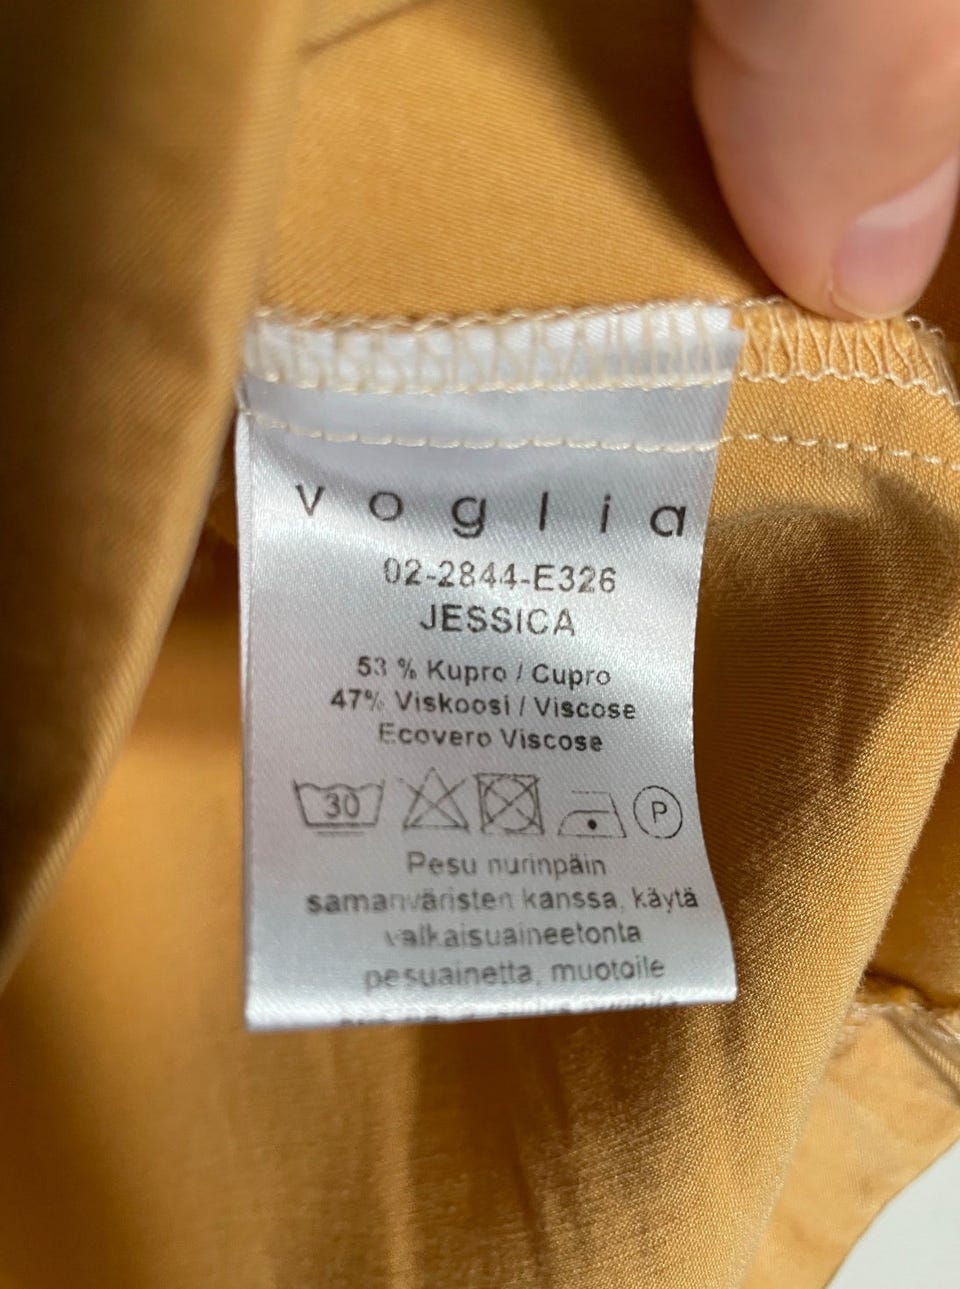 voglia
02-2844-E326
JESSICA
53 % Kupro / Cupro
47% Viskoosi / Viscose
Ecovero Viscose
30 P
Pesu nurinpäin
samanväristen kanssa, käytä
valkaisuaineetonta
pesuainetta, muotoile